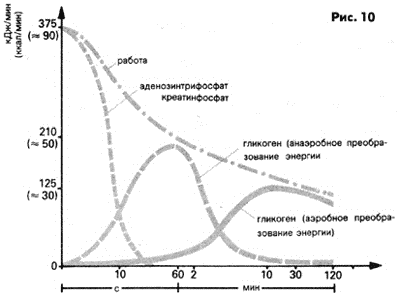 Рис. 10
кДж/мин
(ккал/мин)
375
(≈ 90)
работа
аденозинтрифосфат
креатинфосфат
210
(≈ 50)
гликоген (анаэробное преобра-
зование энергии
125
(≈ 30)
гликоген (аэробное преобра-
зование энергии)
0
10
60
2
10
30
120
с
мин